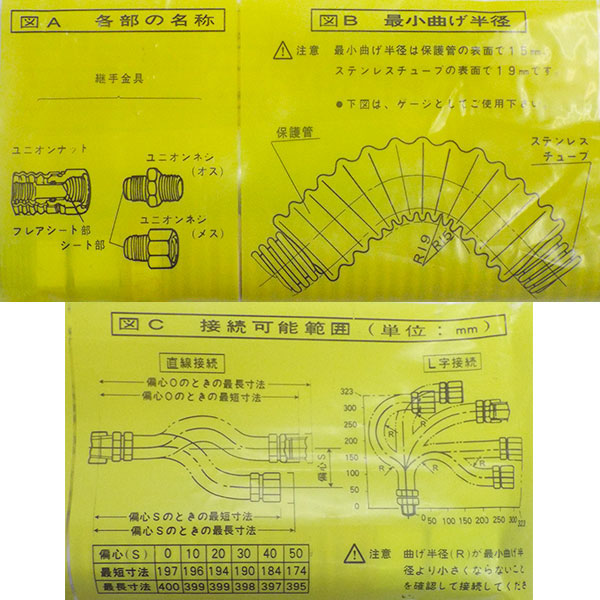 図A 各部の名称
継手金具
ユニオンナット
ユニオンネシ
(オス)
ユニオンネシ
(メス)
フレアシート部
シート部
図B 最小曲げ半径
注意 最小曲げ半径は保護管の表面で15mm、
ステンレスチューブの表面で19mmです。
●下図は、ゲージとしてご使用下さい
保護管
ステンレス
チューブ
R19
R15
図C 接続可能範囲(単位:mm)
直線接続
偏心0のときの最長寸法
偏心0のときの最短寸法
偏心S
偏心Sのときの最短寸法
偏心Sのときの最長寸法
L字接続
323
300
250
200
150
100
50
0
R
R
R
R
0 50 100 150 200 250 300 323
偏心(S) 0 10 20 30 40 50
最短寸法 197 196 194 190 184 174
最長寸法 400 399 399 398 397 395
注意 曲げ半径(R)が最小曲げ半
径より小さくならないこと
を確認して接続してくださ